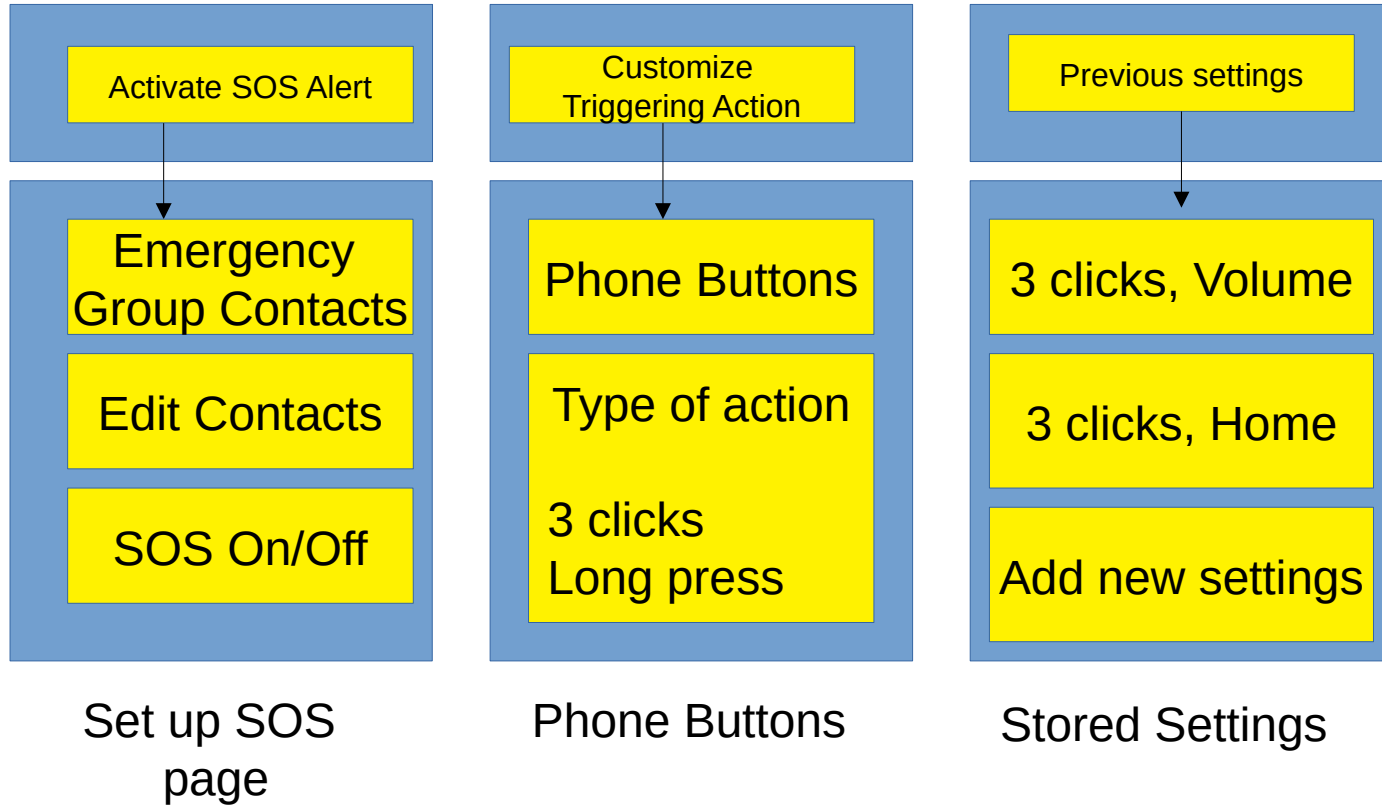 Activate SOS Alert
Emergency
Group Contacts
Edit Contacts
SOS On/Off
Set up SOS
page
Customize
Triggering Action
Phone Buttons
Type of action
3 clicks
Long press
Phone Buttons
Previous settings
3 clicks, Volume
3 clicks, Home
Add new settings
Stored Settings